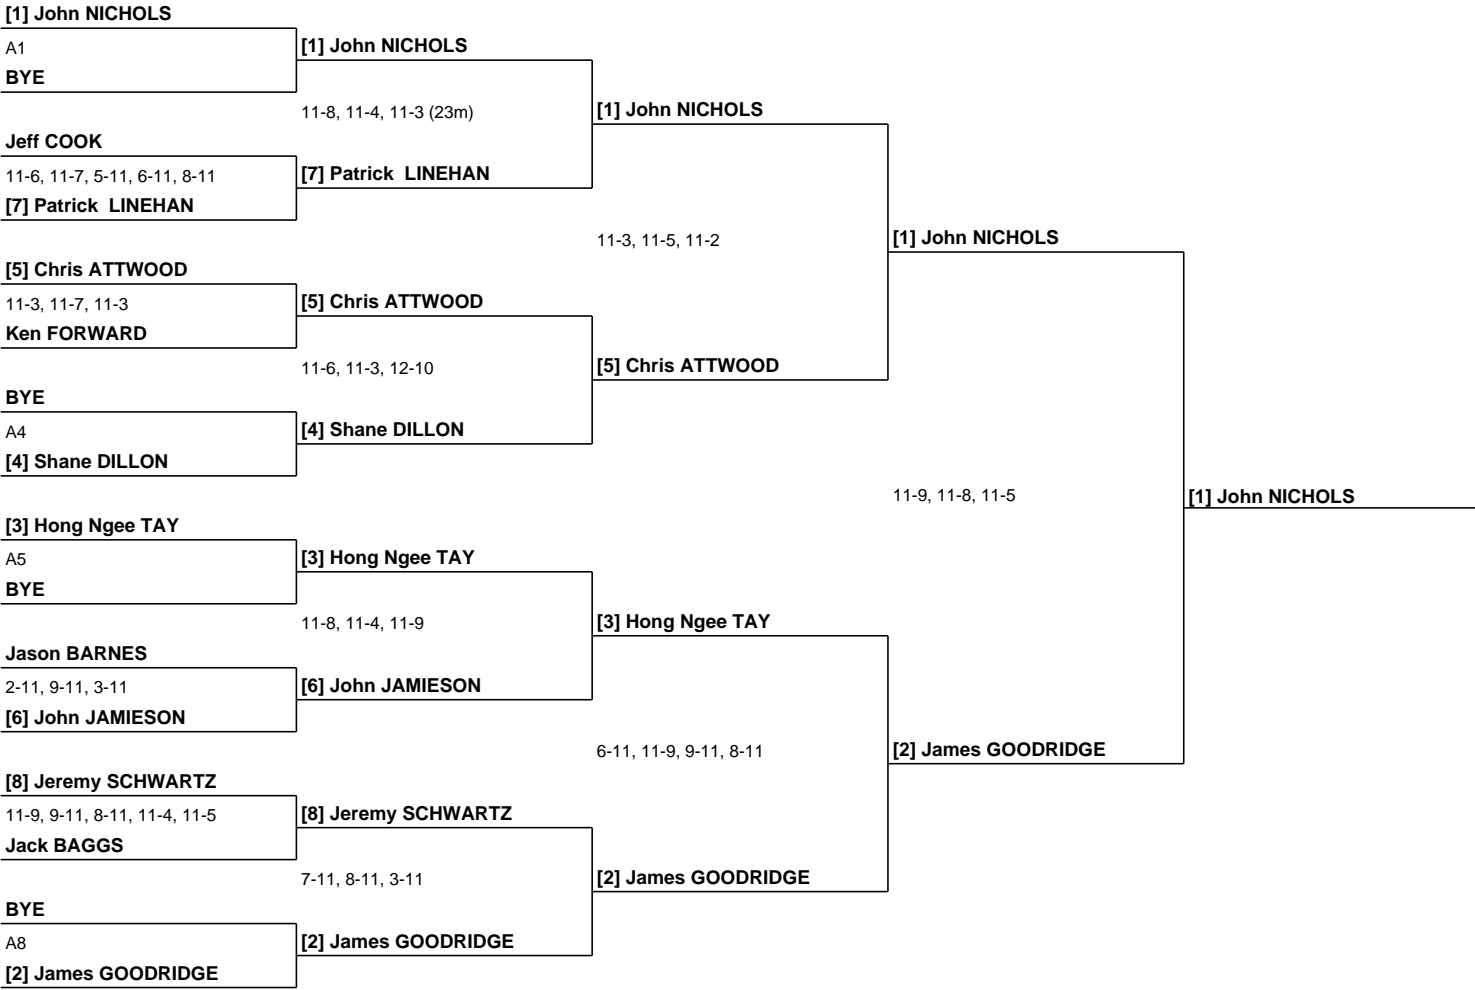 [1] John NICHOLS
A1
BYE
Jeff COOK
11-6, 11-7, 5-11, 6-11, 8-11
[7] Patrick  LINEHAN
[5] Chris ATTWOOD
11-3, 11-7, 11-3
Ken FORWARD
BYE
A4
[4] Shane DILLON
[3] Hong Ngee TAY
A5
BYE
Jason BARNES
2-11, 9-11, 3-11
[6] John JAMIESON
[8] Jeremy SCHWARTZ
11-9, 9-11, 8-11, 11-4, 11-5
Jack BAGGS
BYE
A8
[2] James GOODRIDGE
[1] John NICHOLS
11-8, 11-4, 11-3 (23m)
[7] Patrick  LINEHAN
[5] Chris ATTWOOD
11-6, 11-3, 12-10
[4] Shane DILLON
[3] Hong Ngee TAY
11-8, 11-4, 11-9
[6] John JAMIESON
[8] Jeremy SCHWARTZ
7-11, 8-11, 3-11
[2] James GOODRIDGE
[1] John NICHOLS
11-3, 11-5, 11-2
[5] Chris ATTWOOD
[3] Hong Ngee TAY
6-11, 11-9, 9-11, 8-11
[2] James GOODRIDGE
[1] John NICHOLS
11-9, 11-8, 11-5
[2] James GOODRIDGE
[1] John NICHOLS